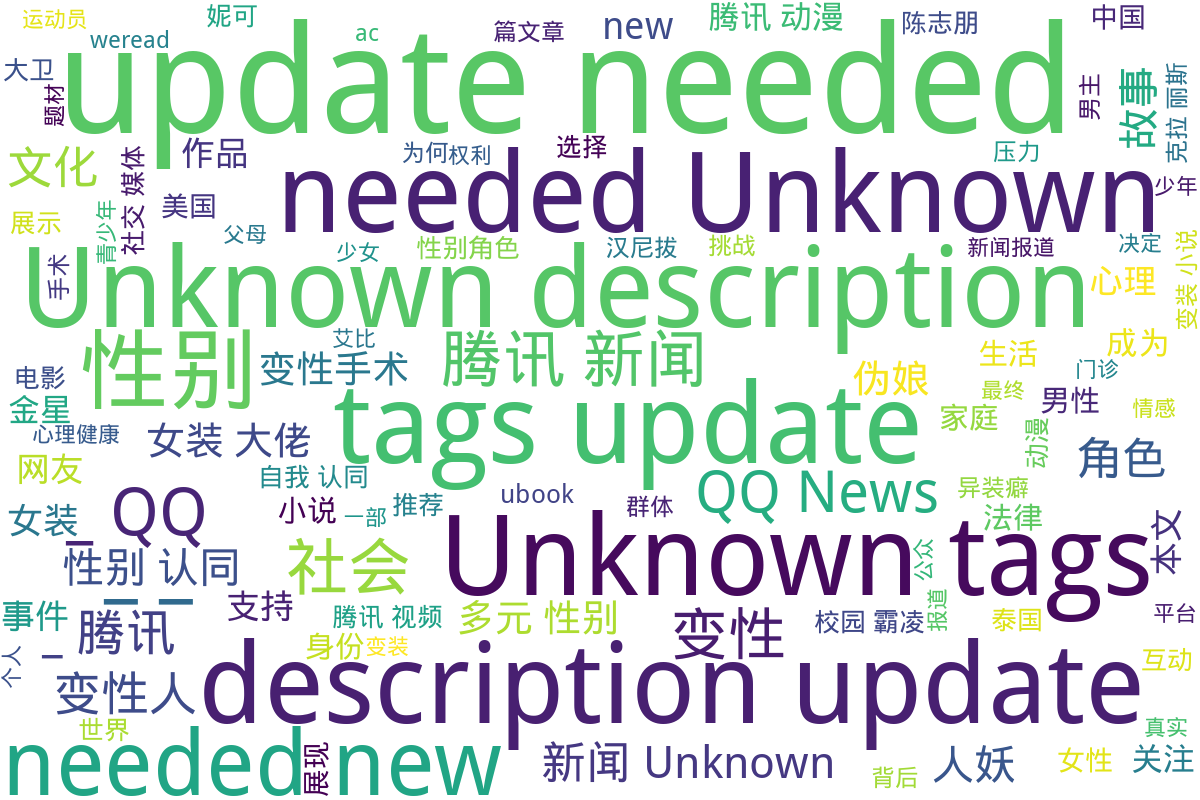 运动员
妮可
weread
ac
篇文章
new
腾讯 动漫
陈志朋
中国
大卫
update needed
题材
男主
故事
克拉 丽斯
文化
作品
社交 媒体
为何
权利
选择
压力
needed Unknown
少年
展示
青少年
美国
父母
少女
性别角色
汉尼拔
挑战
新闻报道
决定
手术
Unknown description
心理
变装 小说
性别
艾比
变性手术
腾讯 新闻
生活
成为
电影
伪娘
门诊
金星
tags update
最终
男性
情感
心理健康
女装 大佬
家庭
动漫
角色
网友
自我 认同
QQ News
异装癖
女装
_ QQ
小说
一部
推荐
ubook
群体
法律
本文
性别 认同
社会
Unknown tags
公众
事件
__
支持
腾讯 视频
多元 性别
变性
校园 霸凌
报道
泰国
平台
个人
_
腾讯
身份
变装
互动
变性人
description update
世界
真实
needed new
展现
新闻 Unknown
背后
人妖
女性
关注